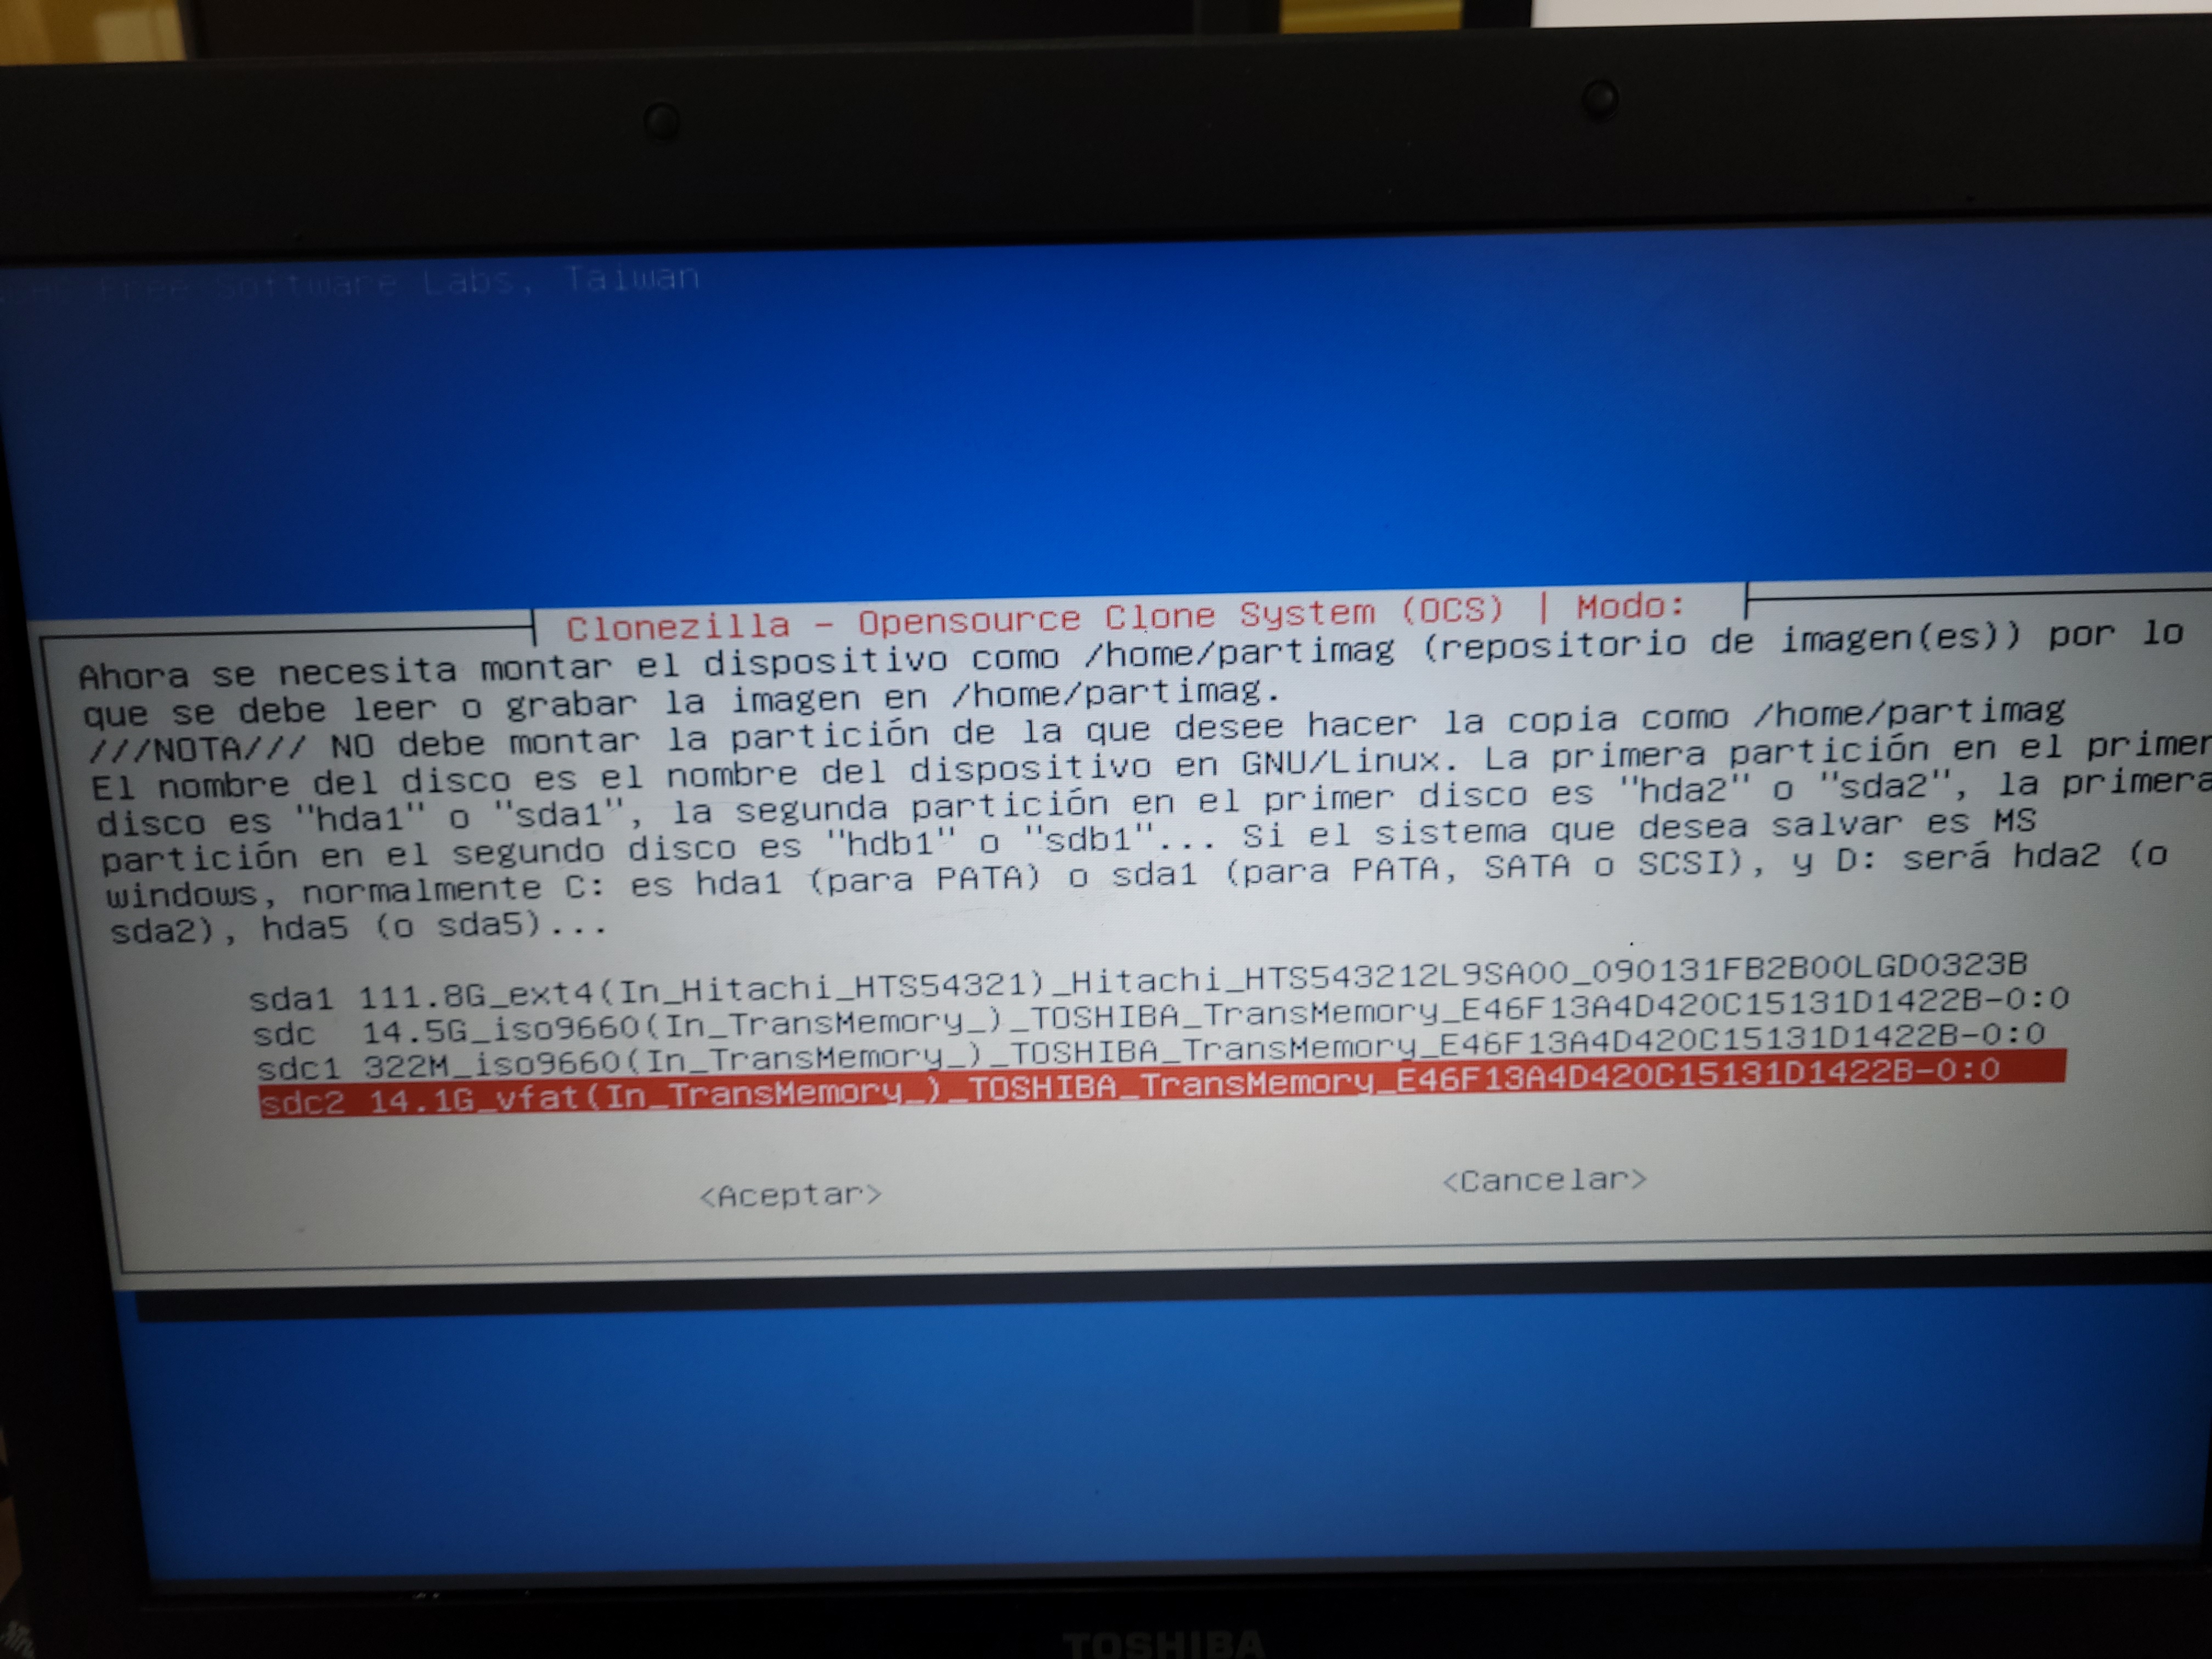 Free Software Labs, Taiwan
Clonezilla - Opensource Clone System (OCS) | Modo:
Ahora se necesita montar el dispositivo como /home/partimag (repositorio de imagen(es)) por lo
que se debe leer o grabar la imagen en /home/partimag.
///NOTA/// NO debe montar la partición de la que desee hacer la copia como /home/partimag
El nombre del disco es el nombre del dispositivo en GNU/Linux. La primera partición en el primer
disco es "hda1" o "sda1", la segunda partición en el primer disco es "hda2" o "sda2", la primera
partición en el segundo disco es "hdb1" o "sdb1"... Si el sistema que desea salvar es MS
windows, normalmente C: es hda1 (para PATA) o sda1 (para PATA, SATA o SCSI), y D: será hda2 (o
sda2), hda5 (o sda5)...
sda1 111.8G_ext4(In_Hitachi_HTS54321)_Hitachi_HTS543212L9SA00_090131FB2B00LGD0323B
sdc 14.5G_iso9660(In_TransMemory_)_TOSHIBA_TransMemory_E46F13A4D420C15131D1422B-0:0
sdc1 322M_iso9660(In_TransMemory_)_TOSHIBA_TransMemory_E46F13A4D420C15131D1422B-0:0
sdc2 14.1G_vfat(In_TransMemory_)_TOSHIBA_TransMemory_E46F13A4D420C15131D1422B-0:0
<Aceptar> <Cancelar>
TOSHIBA